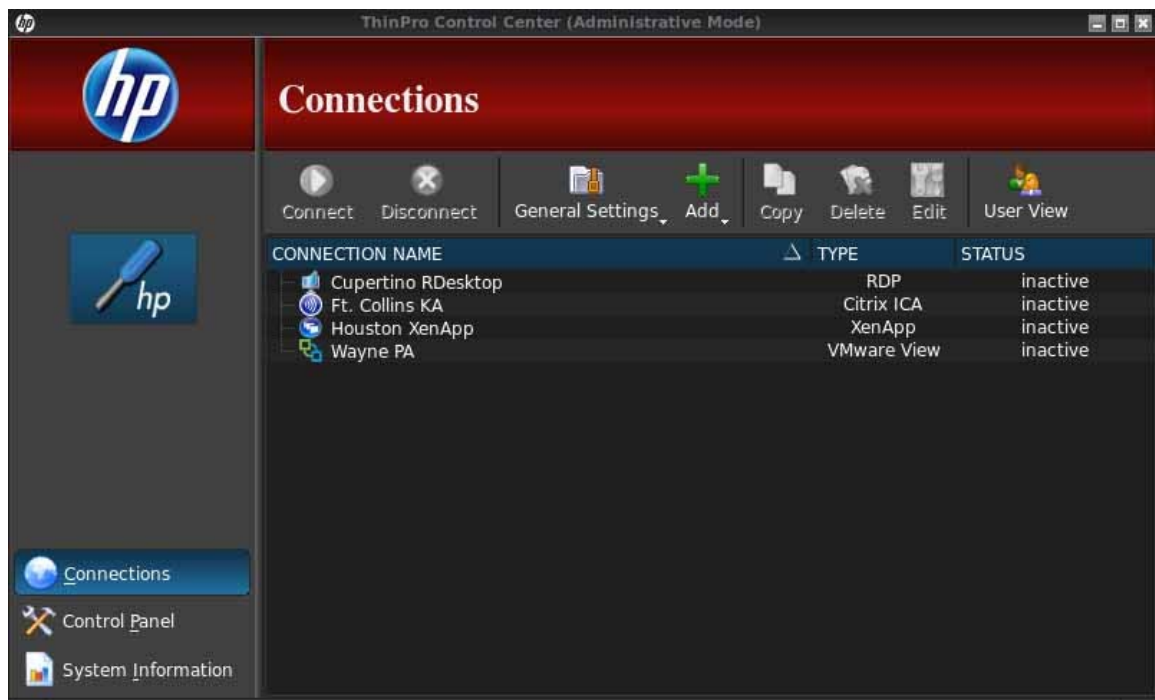 ThinPro Control Center (Administrative Mode)
hp
Connections
Connect Disconnect General Settings Add Copy Delete Edit User View
hp
CONNECTION NAME TYPE STATUS
Cupertino RDesktop RDP inactive
Ft. Collins KA Citrix ICA inactive
Houston XenApp XenApp inactive
Wayne PA VMware View inactive
Connections
Control Panel
System Information